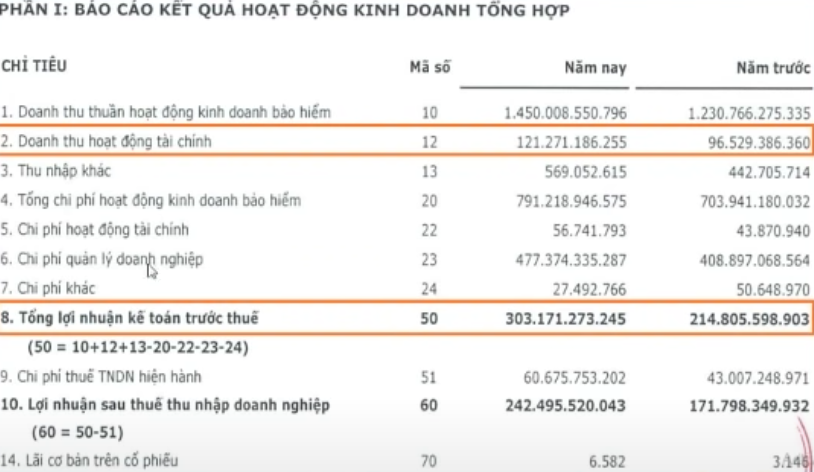 PHẦN I: BÁO CÁO KẾT QUẢ HOẠT ĐỘNG KINH DOANH TỔNG HỢP
CHỈ TIÊU Mã số Năm nay Năm trước
1. Doanh thu thuần hoạt động kinh doanh bảo hiểm 10 1.450.008.550.796 1.230.766.275.335
2. Doanh thu hoạt động tài chính 12 121.271.186.255 96.529.386.360
3. Thu nhập khác 13 569.052.615 442.705.714
4. Tổng chi phí hoạt động kinh doanh bảo hiểm 20 791.218.946.575 703.941.180.032
5. Chi phí hoạt động tài chính 22 56.741.793 43.870.940
6. Chi phí quản lý doanh nghiệp 23 477.374.335.287 408.897.068.564
7. Chi phí khác 24 27.492.766 50.648.970
8. Tổng lợi nhuận kế toán trước thuế 50 303.171.273.245 214.805.598.903
(50 = 10+12+13-20-22-23-24)
9. Chi phí thuế TNDN hiện hành 51 60.675.753.202 43.007.248.971
10. Lợi nhuận sau thuế thu nhập doanh nghiệp 60 242.495.520.043 171.798.349.932
(60 = 50-51)
14. Lãi cơ bản trên cổ phiếu 70 6.582